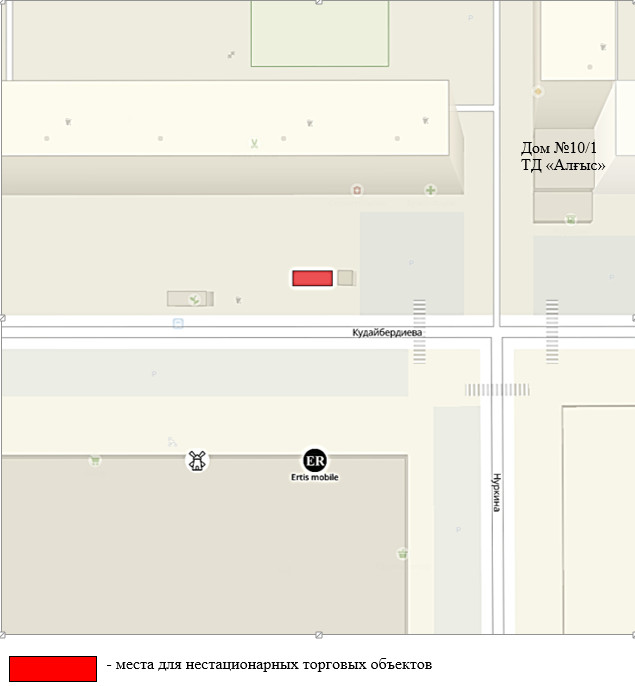 Дом №10/1
ТД «Алғыс»
Кудайбердиева
ER
Ertis mobile
Нуркина
- места для нестационарных торговых объектов